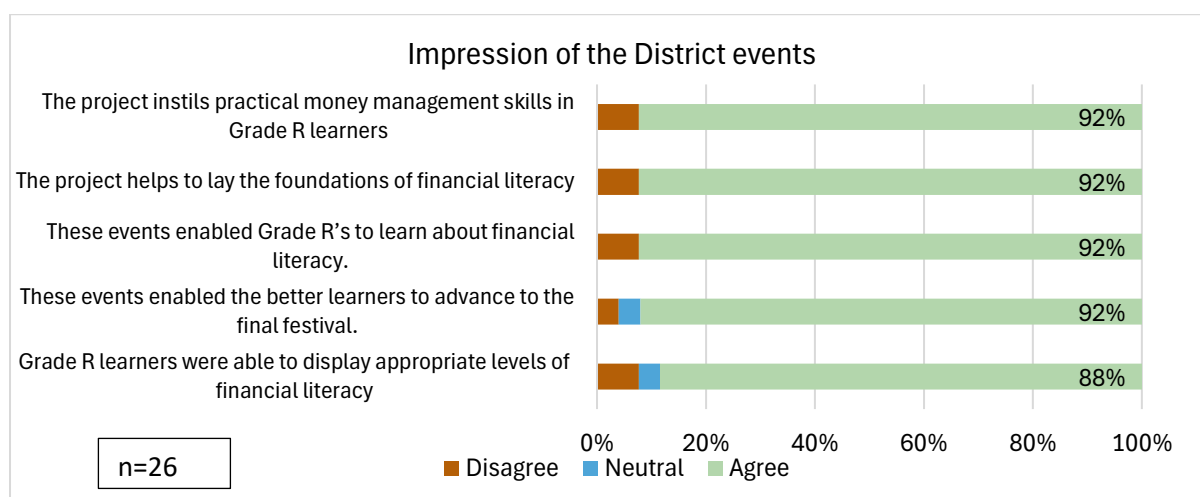 Impression of the District events
The project instils practical money management skills in
Grade R learners
92%
The project helps to lay the foundations of financial literacy
92%
These events enabled Grade R’s to learn about financial
literacy.
92%
These events enabled the better learners to advance to the
final festival.
92%
Grade R learners were able to display appropriate levels of
financial literacy
88%
0% 20% 40% 60% 80% 100%
n=26
Disagree Neutral Agree